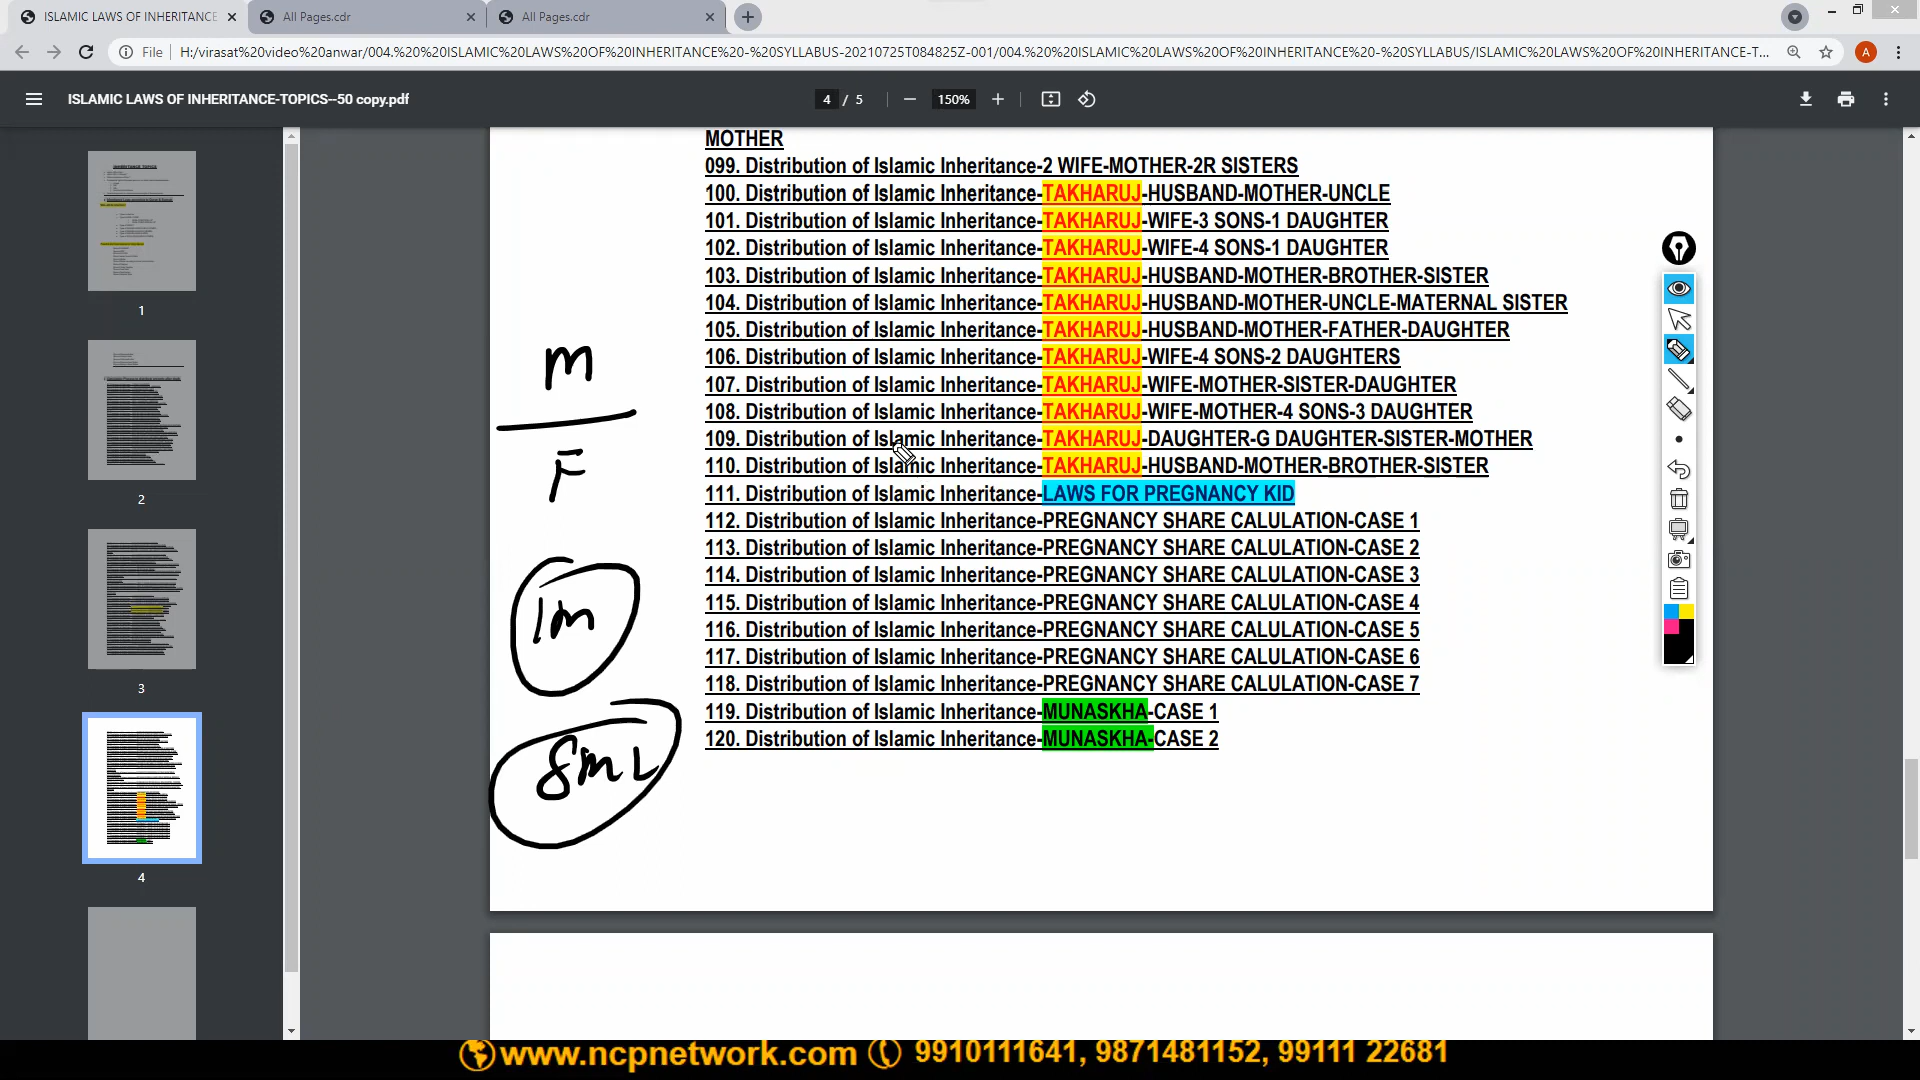 ISLAMIC LAWS OF INHERITANCE
All Pages.cdr
All Pages.cdr
File
H:/virasat%20video%20anwar/004.%20%20ISLAMIC%20LAWS%20OF%20INHERITANCE%20-%20SYLLABUS-20210725T084825Z-001/004.%20%20ISLAMIC%20LAWS%20OF%20INHERITANCE%20-%20SYLLABUS/ISLAMIC%20LAWS%20OF%20INHERITANCE-T...
A
ISLAMIC LAWS OF INHERITANCE-TOPICS--50 copy.pdf
4 / 5
150%
MOTHER
099. Distribution of Islamic Inheritance-2 WIFE-MOTHER-2R SISTERS
100. Distribution of Islamic Inheritance-TAKHARUJ-HUSBAND-MOTHER-UNCLE
101. Distribution of Islamic Inheritance-TAKHARUJ-WIFE-3 SONS-1 DAUGHTER
102. Distribution of Islamic Inheritance-TAKHARUJ-WIFE-4 SONS-1 DAUGHTER
103. Distribution of Islamic Inheritance-TAKHARUJ-HUSBAND-MOTHER-BROTHER-SISTER
104. Distribution of Islamic Inheritance-TAKHARUJ-HUSBAND-MOTHER-UNCLE-MATERNAL SISTER
105. Distribution of Islamic Inheritance-TAKHARUJ-HUSBAND-MOTHER-FATHER-DAUGHTER
106. Distribution of Islamic Inheritance-TAKHARUJ-WIFE-4 SONS-2 DAUGHTERS
107. Distribution of Islamic Inheritance-TAKHARUJ-WIFE-MOTHER-SISTER-DAUGHTER
108. Distribution of Islamic Inheritance-TAKHARUJ-WIFE-MOTHER-4 SONS-3 DAUGHTER
109. Distribution of Islamic Inheritance-TAKHARUJ-DAUGHTER-G DAUGHTER-SISTER-MOTHER
110. Distribution of Islamic Inheritance-TAKHARUJ-HUSBAND-MOTHER-BROTHER-SISTER
111. Distribution of Islamic Inheritance-LAWS FOR PREGNANCY KID
112. Distribution of Islamic Inheritance-PREGNANCY SHARE CALULATION-CASE 1
113. Distribution of Islamic Inheritance-PREGNANCY SHARE CALULATION-CASE 2
114. Distribution of Islamic Inheritance-PREGNANCY SHARE CALULATION-CASE 3
115. Distribution of Islamic Inheritance-PREGNANCY SHARE CALULATION-CASE 4
116. Distribution of Islamic Inheritance-PREGNANCY SHARE CALULATION-CASE 5
117. Distribution of Islamic Inheritance-PREGNANCY SHARE CALULATION-CASE 6
118. Distribution of Islamic Inheritance-PREGNANCY SHARE CALULATION-CASE 7
119. Distribution of Islamic Inheritance-MUNASKHA-CASE 1
120. Distribution of Islamic Inheritance-MUNASKHA-CASE 2
m
F
1m
1
2
3
4
www.ncpnetwork.com 9910111641, 9871481152, 99111 22681